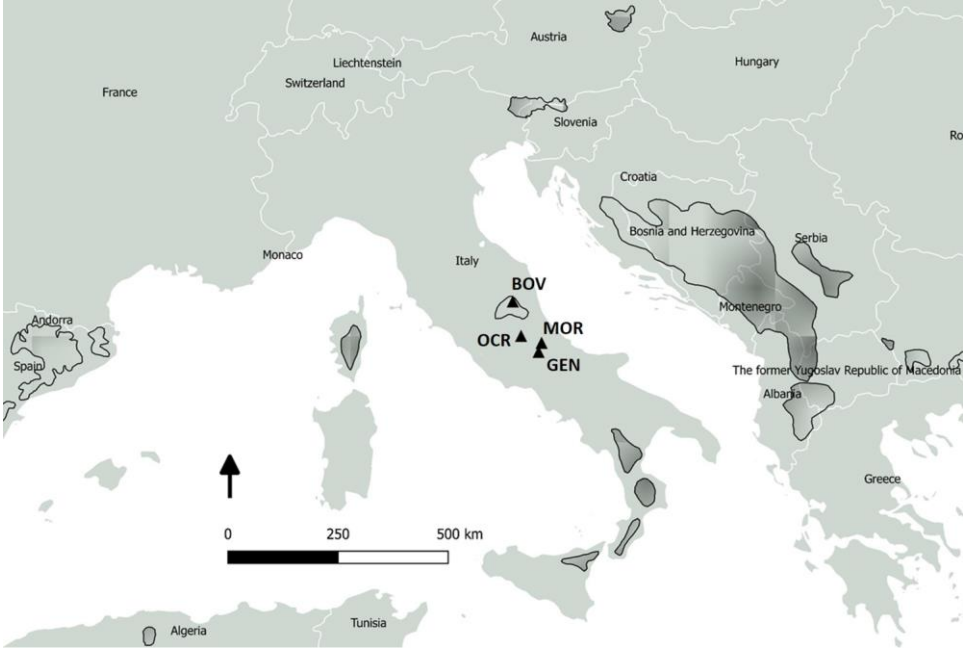 Austria
Liechtenstein
Hungary
Switzerland
France
Slovenia
Ro
Croatia
Bosnia and Herzegovina
Serbia
Monaco
Italy
BOV
Montenegro
Andorra
OCR
MOR
Spain
GEN
The former Yugoslav Republic of Macedonia
Albania
Greece
0 250 500 km
Tunisia
Algeria